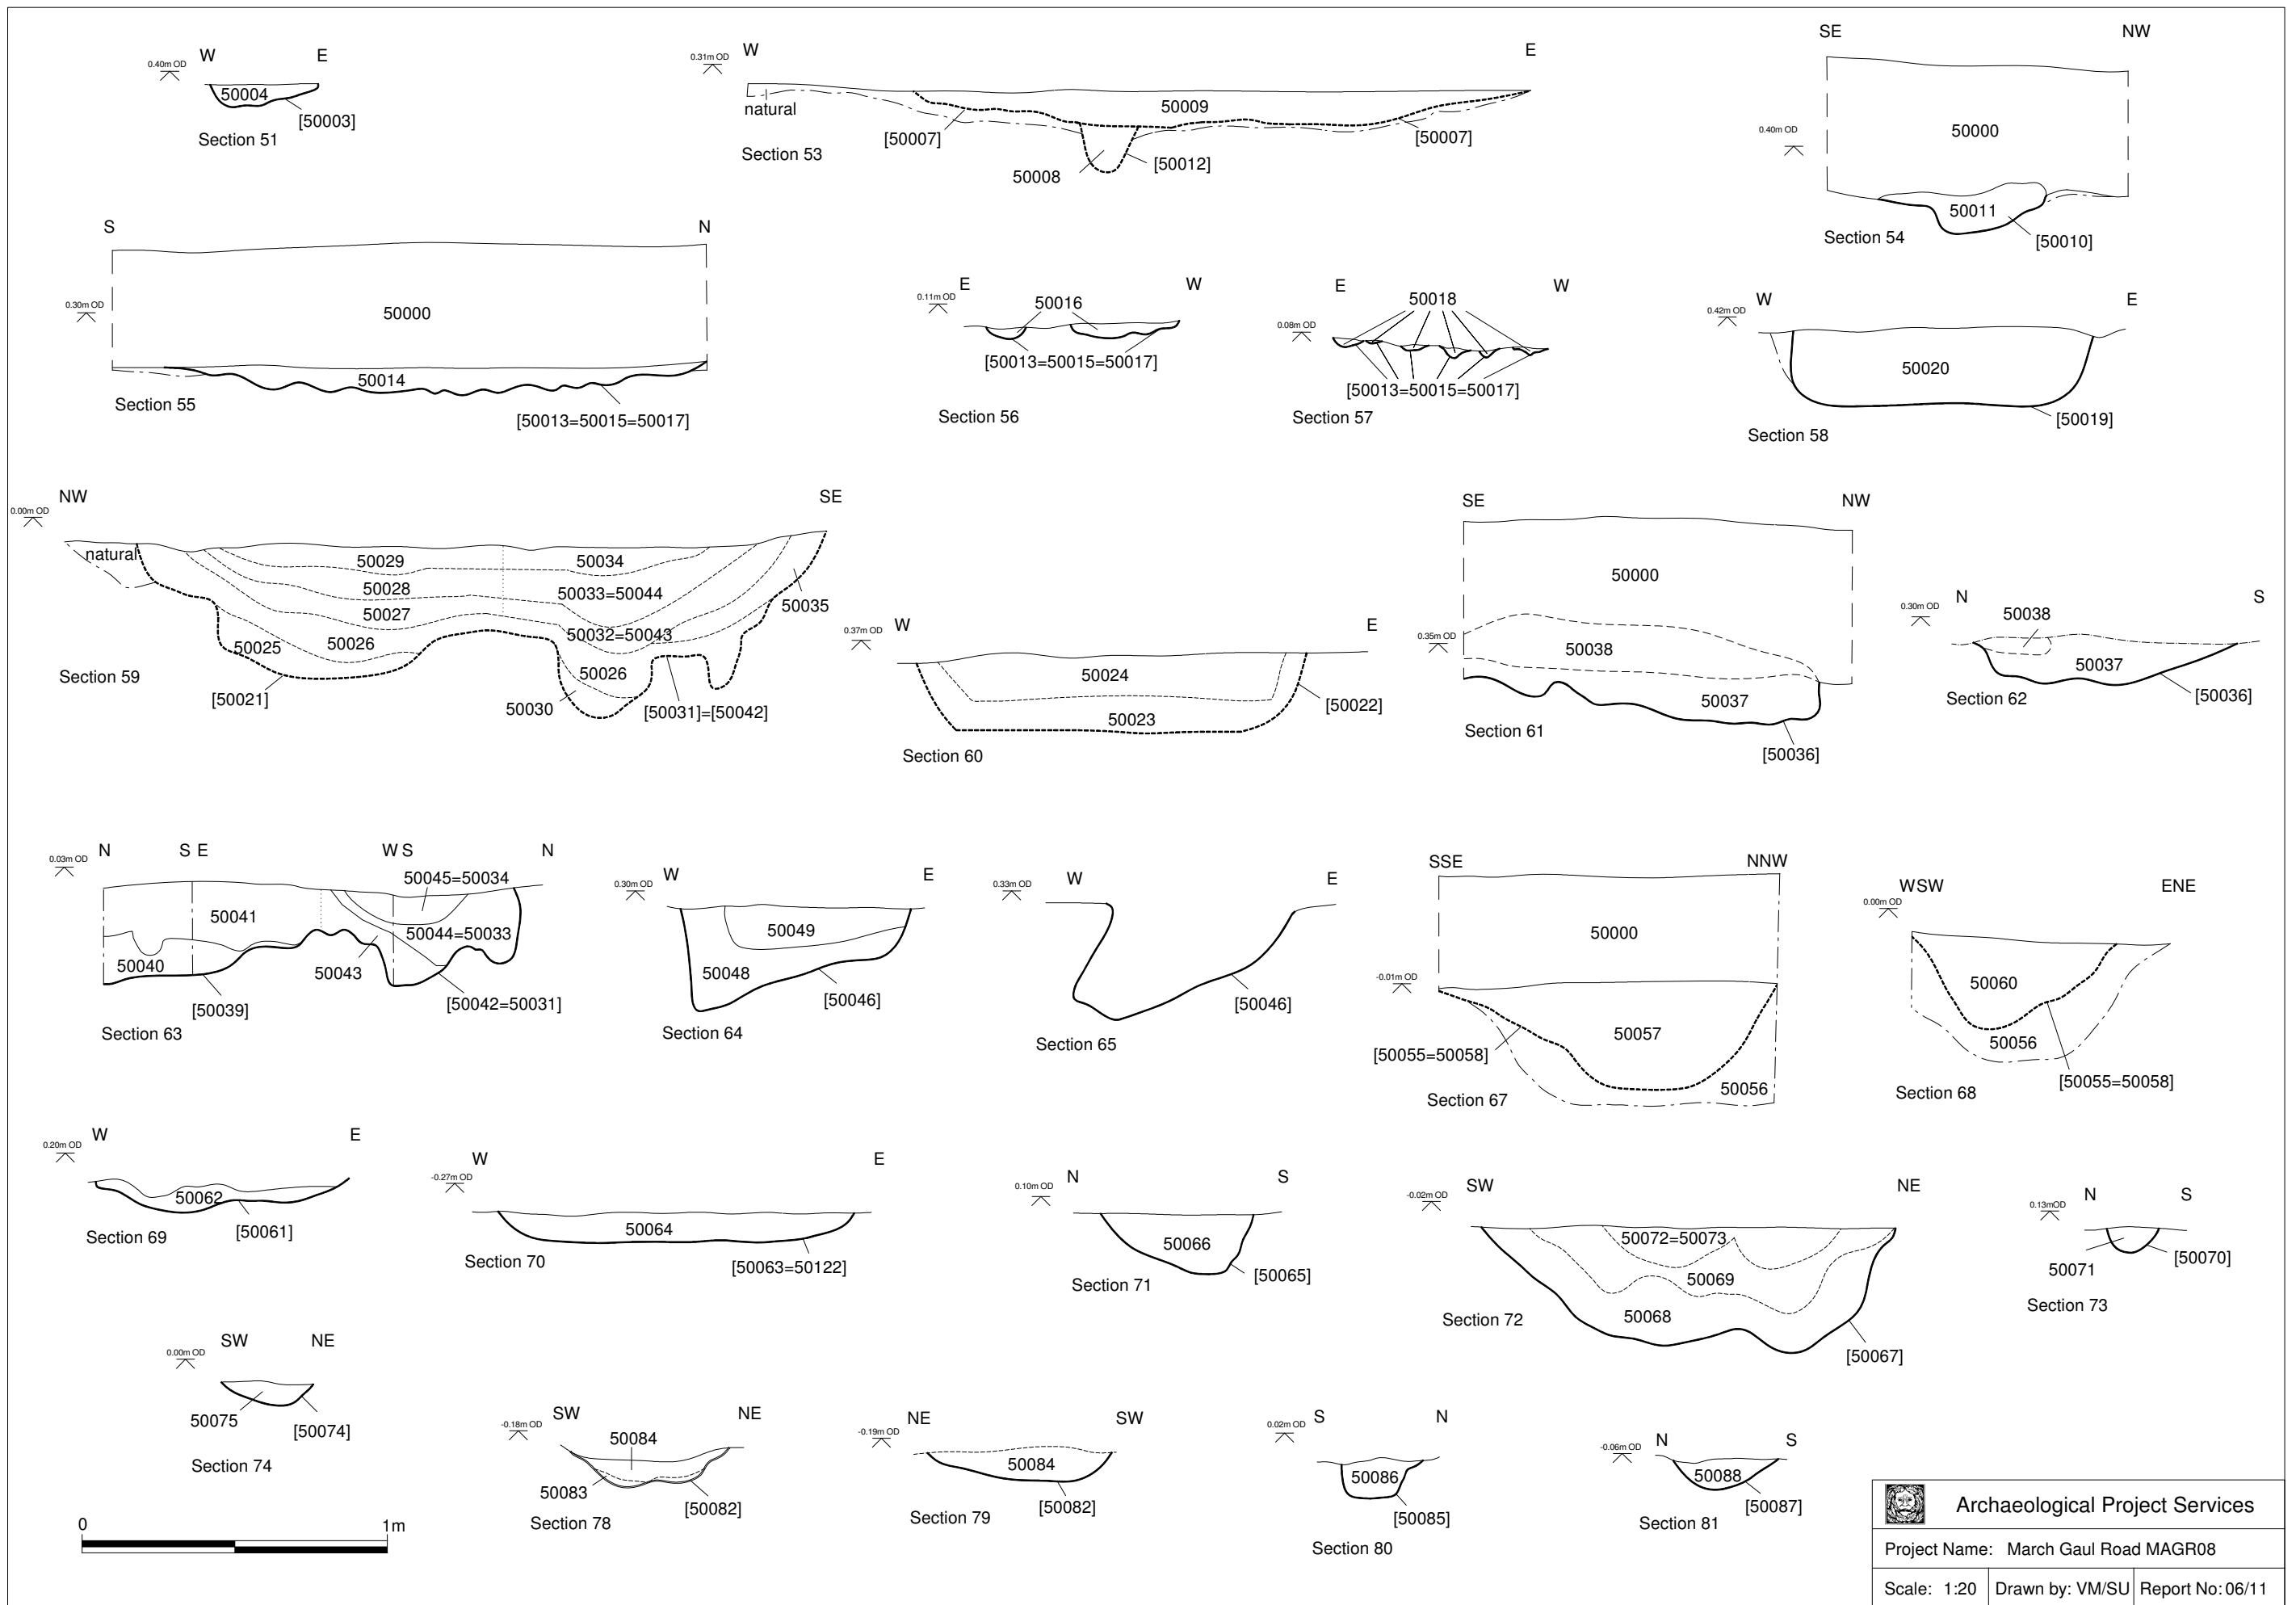 W E
0.40m OD
50004
[50003]
Section 51
W E
0.31m OD
natural
50009
[50007]
[50007]
50008
[50012]
Section 53
SE NW
50000
0.40m OD
50011
[50010]
Section 54
S N
0.30m OD
50000
50014
[50013=50015=50017]
Section 55
E W
0.11m OD
50016
[50013=50015=50017]
Section 56
E W
0.08m OD
50018
[50013=50015=50017]
Section 57
W E
0.42m OD
50020
[50019]
Section 58
NW SE
0.00m OD
natural
50029
50034
50028
50033=50044
50027
50035
50032=50043
50025
50026
50026
[50021]
50030
[50031]=[50042]
Section 59
W E
0.37m OD
50024
50023
[50022]
Section 60
SE NW
50000
0.35m OD
50038
50037
[50036]
Section 61
N S
0.30m OD
50038
50037
[50036]
Section 62
N S E W S N
0.03m OD
50045=50034
50041
50044=50033
50040
50043
[50039]
[50042=50031]
Section 63
W E
0.30m OD
50049
50048
[50046]
Section 64
W E
0.33m OD
[50046]
Section 65
SSE NNW
50000
-0.01m OD
50057
[50055=50058]
50056
Section 67
WSW ENE
0.00m OD
50060
50056
[50055=50058]
Section 68
W E
0.20m OD
50062
[50061]
Section 69
W E
-0.27m OD
50064
[50063=50122]
Section 70
N S
0.10m OD
50066
[50065]
Section 71
SW NE
-0.02m OD
50072=50073
50069
50068
[50067]
Section 72
N S
0.13mOD
50071
[50070]
Section 73
SW NE
0.00m OD
50075
[50074]
Section 74
SW NE
-0.18m OD
50084
50083
[50082]
Section 78
NE SW
-0.19m OD
50084
[50082]
Section 79
S N
0.02m OD
50086
[50085]
Section 80
N S
-0.06m OD
50088
[50087]
Section 81
0 1m
Archaeological Project Services
Project Name: March Gaul Road MAGR08
Scale: 1:20 Drawn by: VM/SU Report No: 06/11